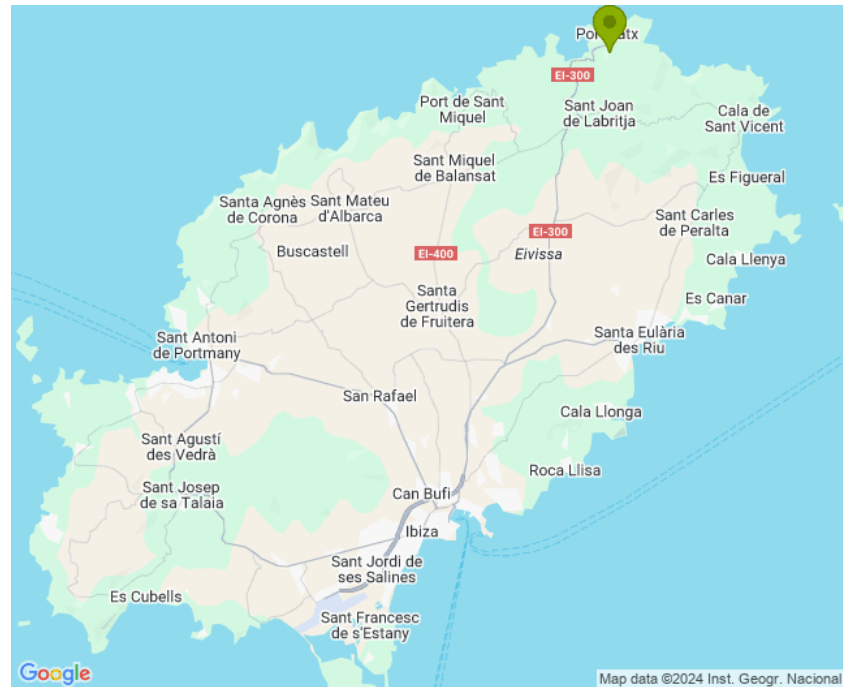 EI-300
Port de Sant
Miquel
Sant Joan
de Labritja
Cala de
Sant Vicent
Sant Miquel
de Balansat
Es Figueral
Santa Agnès
de Corona
Sant Mateu
d'Albarca
Sant Carles
de Peralta
EI-300
Buscastell
EI-400
Eivissa
Cala Llenya
Santa
Gertrudis
de Fruitera
Es Canar
Sant Antoni
de Portmany
Santa Eulària
des Riu
San Rafael
Cala Llonga
Sant Agustí
des Vedrà
Roca Llisa
Sant Josep
de sa Talaia
Can Bufi
Ibiza
Sant Jordi de
ses Salines
Es Cubells
Sant Francesc
de s'Estany
Google
Map data ©2024 Inst. Geogr. Nacional